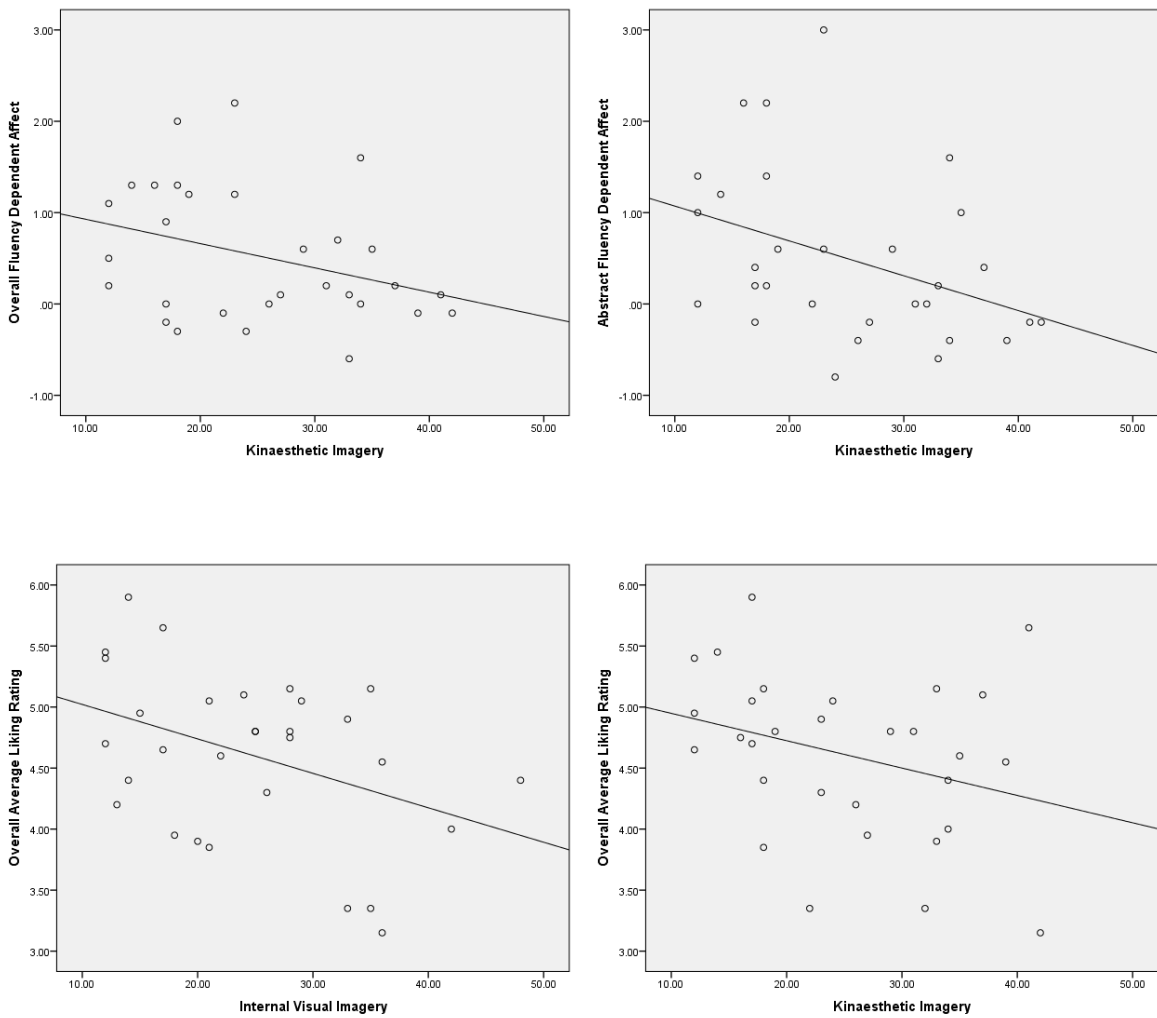 3.00
2.00
1.00
.00
-1.00
Overall Fluency Dependent Affect
10.00 20.00 30.00 40.00 50.00
Kinaesthetic Imagery
3.00
2.00
1.00
.00
-1.00
Abstract Fluency Dependent Affect
10.00 20.00 30.00 40.00 50.00
Kinaesthetic Imagery
6.00
5.50
5.00
4.50
4.00
3.50
3.00
Overall Average Liking Rating
10.00 20.00 30.00 40.00 50.00
Internal Visual Imagery
6.00
5.50
5.00
4.50
4.00
3.50
3.00
Overall Average Liking Rating
10.00 20.00 30.00 40.00 50.00
Kinaesthetic Imagery